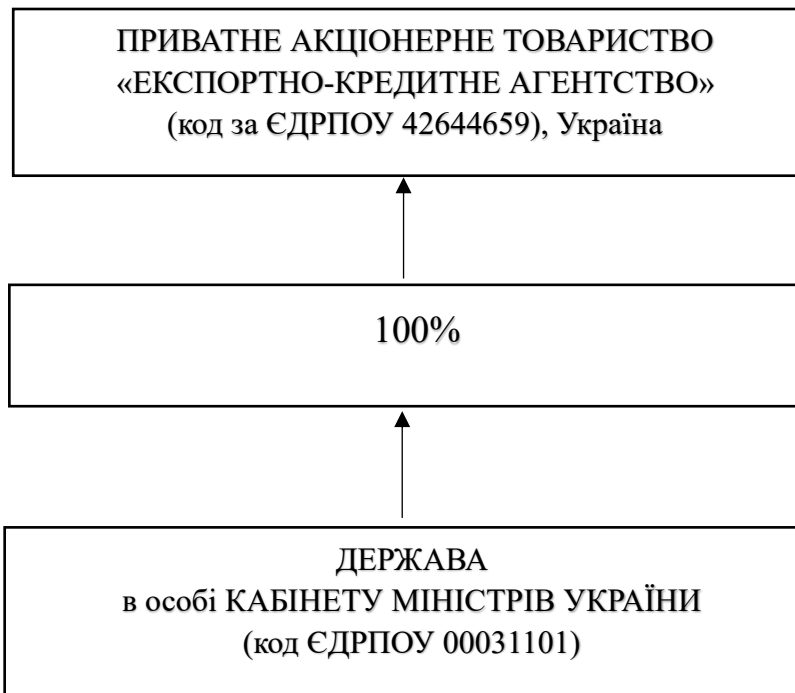 ПРИВАТНЕ АКЦІОНЕРНЕ ТОВАРИСТВО
«ЕКСПОРТНО-КРЕДИТНЕ АГЕНТСТВО»
(код за ЄДРПОУ 42644659), Україна
100%
ДЕРЖАВА
в особі КАБІНЕТУ МІНІСТРІВ УКРАЇНИ
(код ЄДРПОУ 00031101)